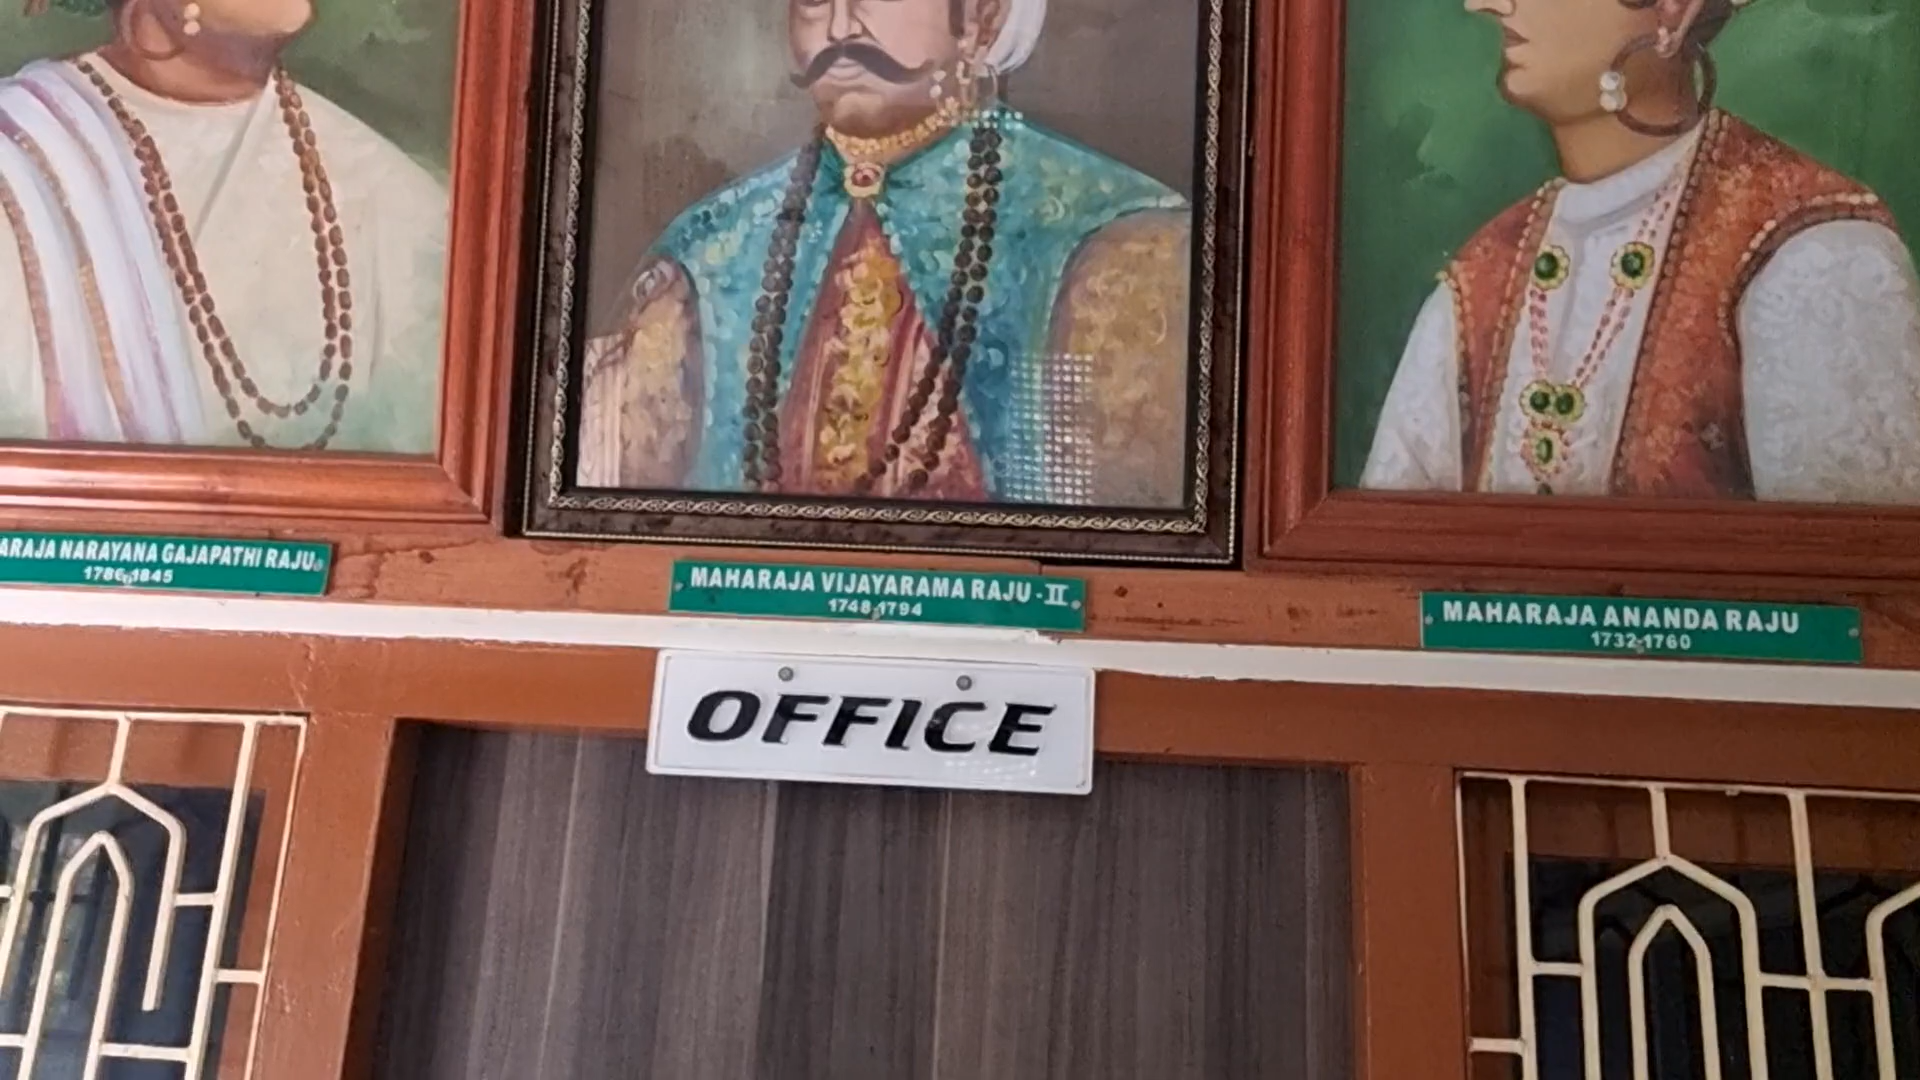 ARAJA NARAYANA GAJAPATHI RAJU
1786-1845
MAHARAJA VIJAYARAMA RAJU - II
1748-1794
MAHARAJA ANANDA RAJU
1732-1760
OFFICE